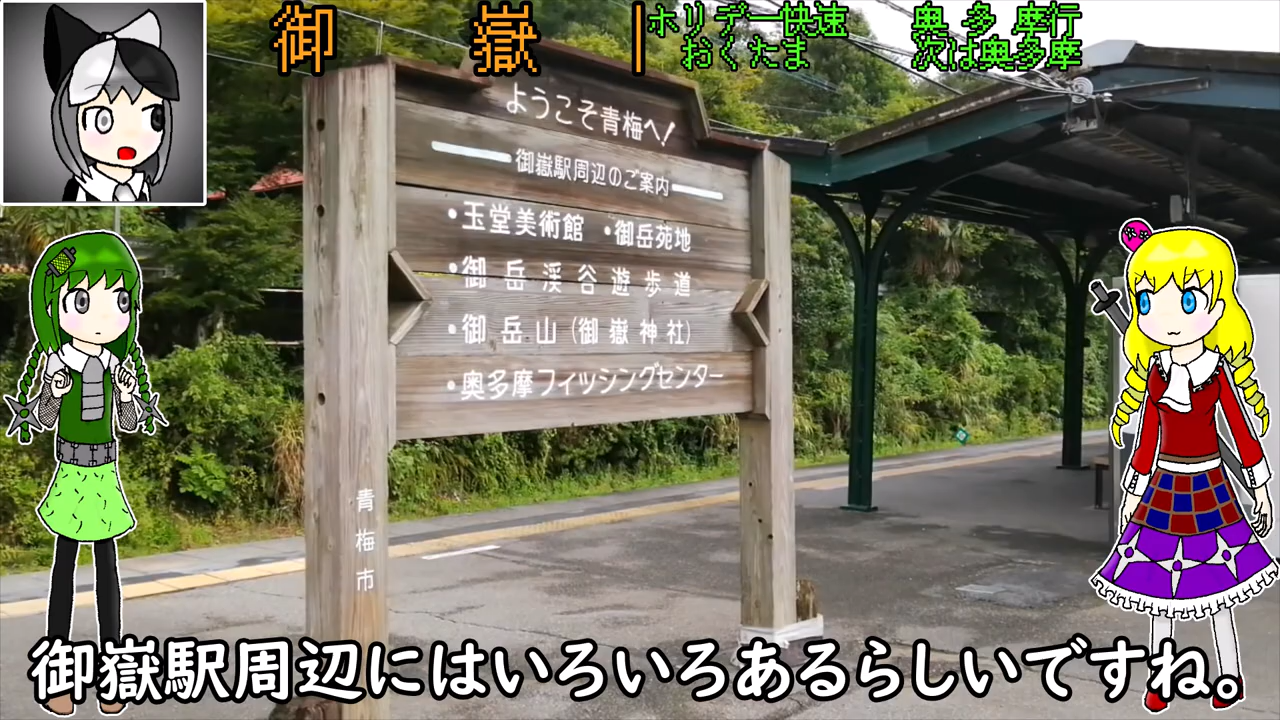 御嶽
ホリデー快速 奥多摩行
おくたま 次は奥多摩
ようこそ青梅へ!
御嶽駅周辺のご案内
・玉堂美術館 ・御岳苑地
・御岳渓谷遊歩道
・御岳山(御嶽神社)
・奥多摩フィッシングセンター
青梅市
御嶽駅周辺にはいろいろあるらしいですね。